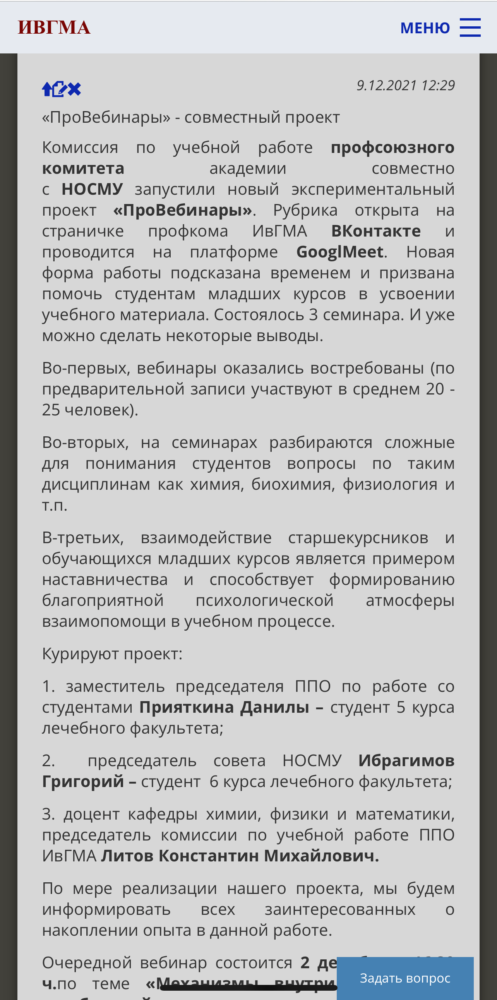 ИВГМА
МЕНЮ
9.12.2021 12:29
«ПроВебинары» - совместный проект
Комиссия по учебной работе профсоюзного
комитета академии совместно
с НОСМУ запустили новый экспериментальный
проект «ПроВебинары». Рубрика открыта на
страничке профкома ИвГМА ВКонтакте и
проводится на платформе GooglMeet. Новая
форма работы подсказана временем и призвана
помочь студентам младших курсов в усвоении
учебного материала. Состоялось 3 семинара. И уже
можно сделать некоторые выводы.
Во-первых, вебинары оказались востребованы (по
предварительной записи участвуют в среднем 20 -
25 человек).
Во-вторых, на семинарах разбираются сложные
для понимания студентов вопросы по таким
дисциплинам как химия, биохимия, физиология и
т.п.
В-третьих, взаимодействие старшекурсников и
обучающихся младших курсов является примером
наставничества и способствует формированию
благоприятной психологической атмосферы
взаимопомощи в учебном процессе.
Курируют проект:
1. заместитель председателя ППО по работе со
студентами Прияткина Данилы – студент 5 курса
лечебного факультета;
2. председатель совета НОСМУ Ибрагимов
Григорий – студент 6 курса лечебного факультета;
3. доцент кафедры химии, физики и математики,
председатель комиссии по учебной работе ППО
ИвГМА Литов Константин Михайлович.
По мере реализации нашего проекта, мы будем
информировать всех заинтересованных о
накоплении опыта в данной работе.
Очередной вебинар состоится 2 де
ч.по теме «Механизмы внутри
Задать вопрос